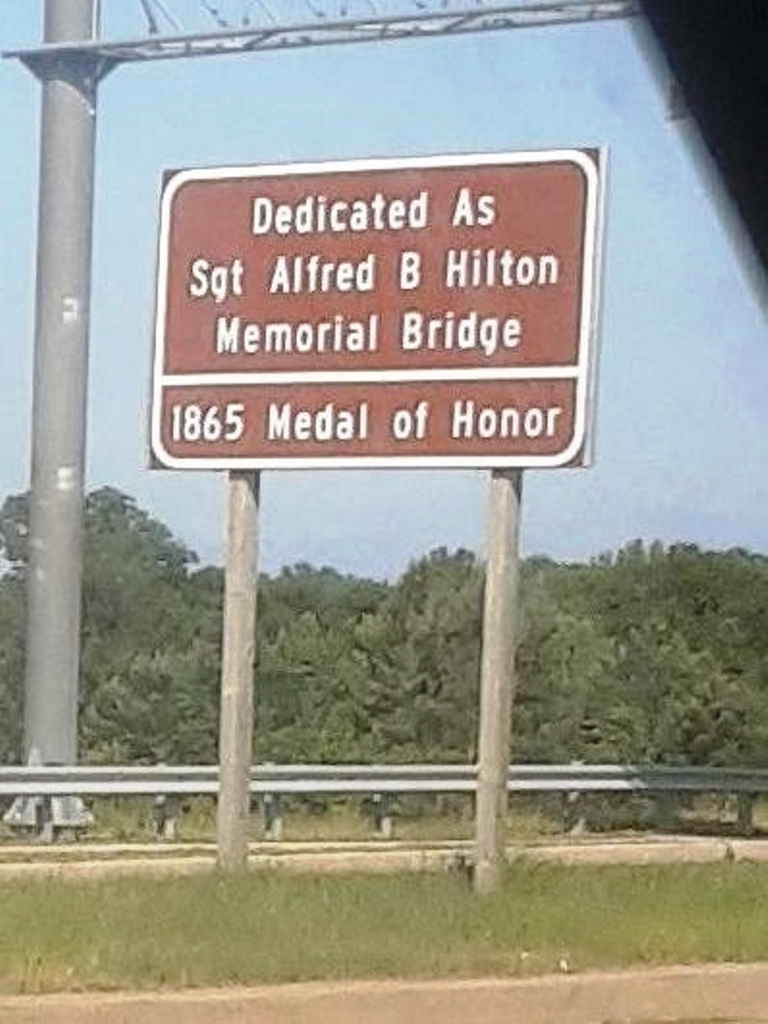 Dedicated As
Sgt Alfred B Hilton
Memorial Bridge
1865 Medal of Honor